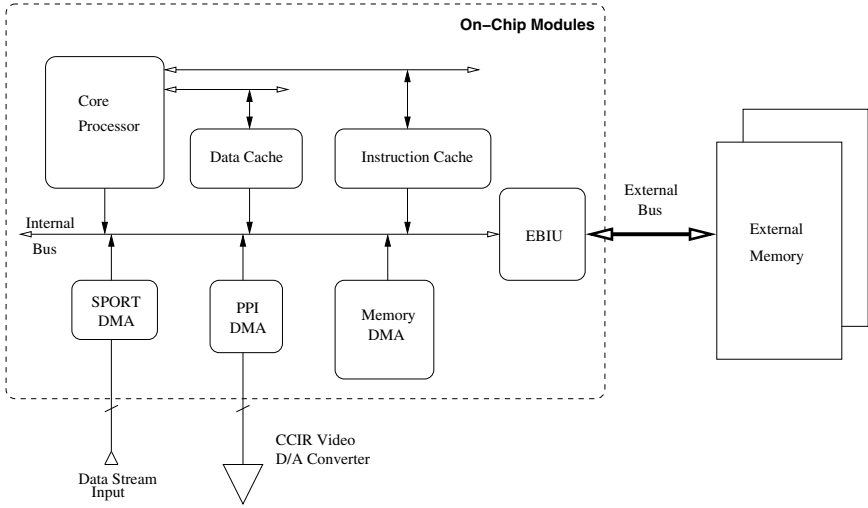 On-Chip Modules
Core
Processor
Data Cache
Instruction Cache
Internal
Bus
EBIU
External
Bus
External
Memory
SPORT
DMA
PPI
DMA
Memory
DMA
CCIR Video
D/A Converter
Data Stream
Input